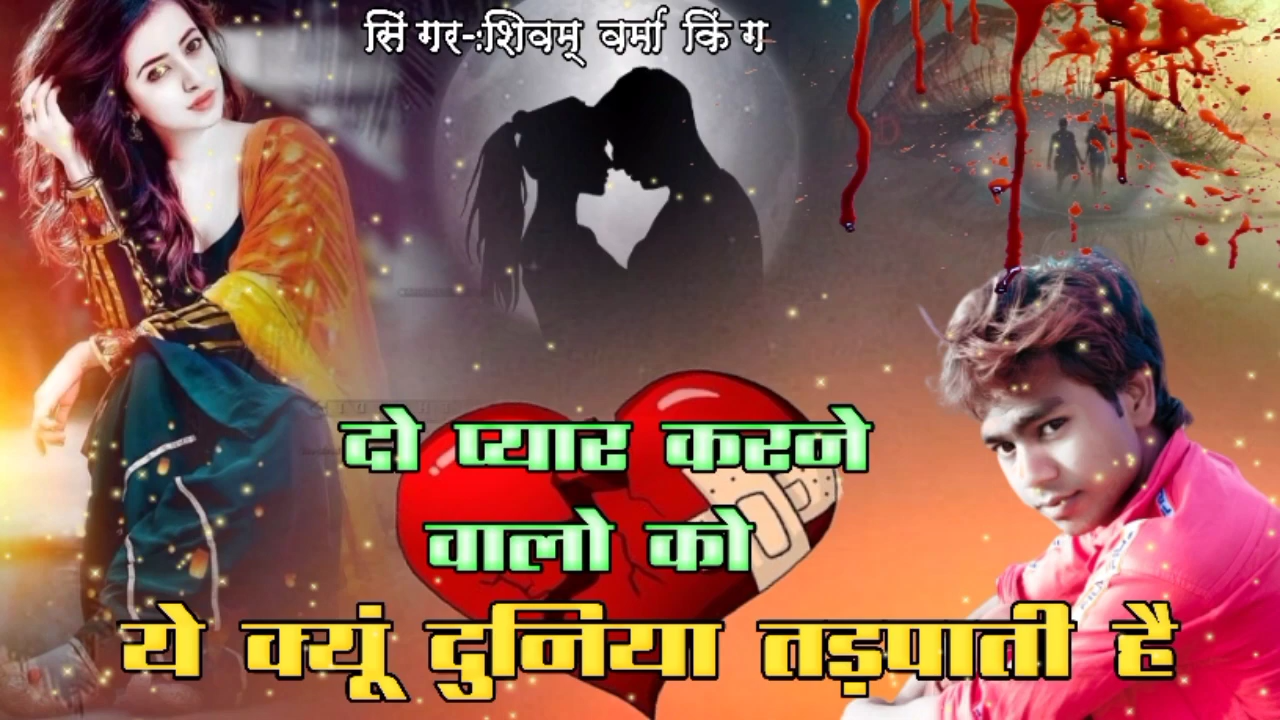 सिंगर-:शिवम् वर्मा किंग
दो प्यार करने
वालो को
ये क्यूं दुनिया तड़पाती है